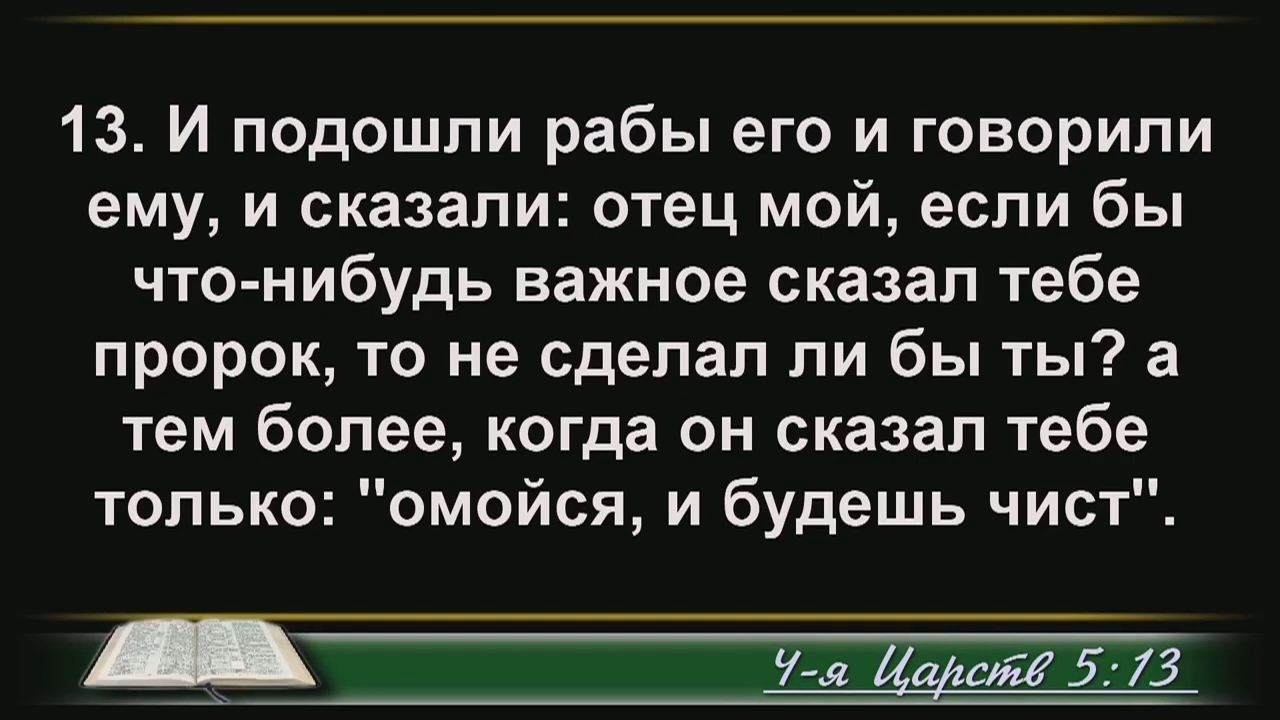 13. И подошли рабы его и говорили
ему, и сказали: отец мой, если бы
что-нибудь важное сказал тебе
пророк, то не сделал ли бы ты? а
тем более, когда он сказал тебе
только: "омойся, и будешь чист".
4-я Царств 5:13